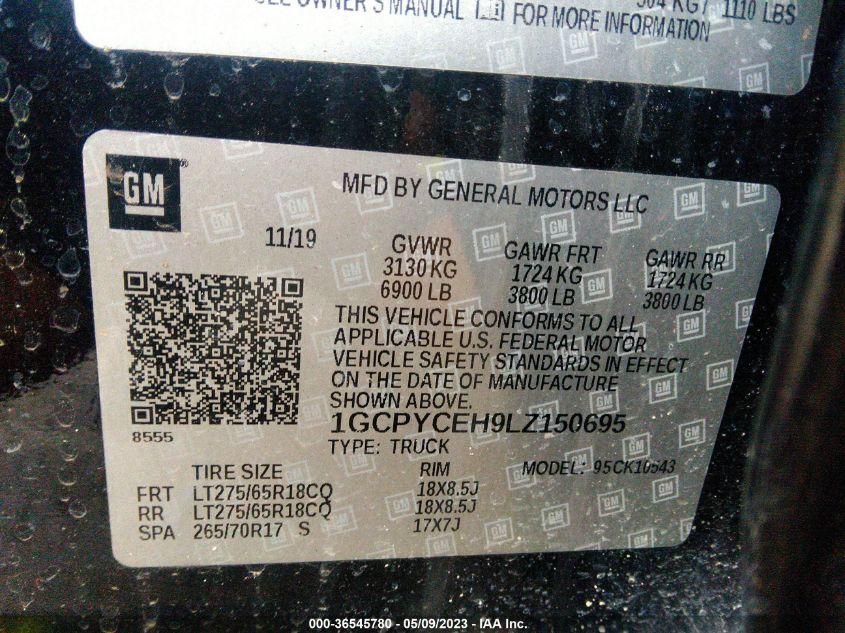 OWNER'S MANUAL FOR MORE INFORMATION
KG / 1110 LBS
GM
MFD BY GENERAL MOTORS LLC
11/19
GVWR GAWR FRT GAWR RR
3130 KG 1724 KG 1724 KG
6900 LB 3800 LB 3800 LB
THIS VEHICLE CONFORMS TO ALL
APPLICABLE U.S. FEDERAL MOTOR
VEHICLE SAFETY STANDARDS IN EFFECT
ON THE DATE OF MANUFACTURE
SHOWN ABOVE.
8555
1GCPYCEH9LZ150695
TYPE: TRUCK MODEL: 95CK10543
TIRE SIZE RIM
FRT LT275/65R18CQ 18X8.5J
RR LT275/65R18CQ 18X8.5J
SPA 265/70R17 S 17X7J
000-36545780 - 05/09/2023 - IAA Inc.